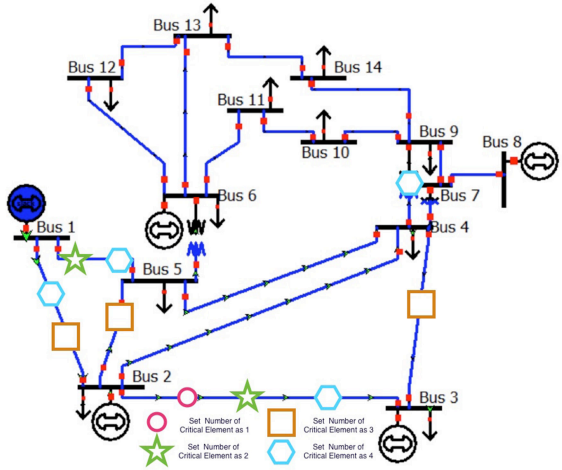 Bus 13
Bus 12
Bus 14
Bus 11
Bus 9
Bus 8
Bus 10
Bus 6
Bus 7
Bus 1
Bus 4
Bus 5
Bus 2
Bus 3
Set Number of
Critical Element as 1
Set Number of
Critical Element as 3
Set Number of
Critical Element as 2
Set Number of
Critical Element as 4